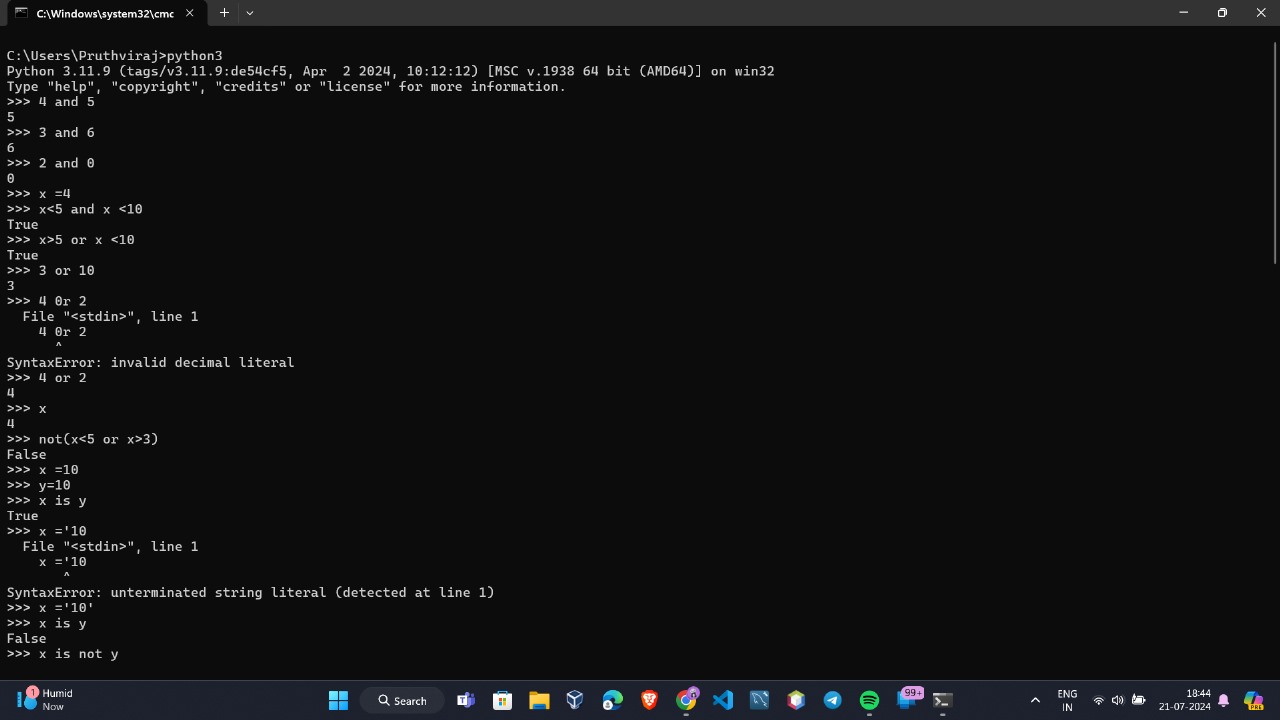 C:\Windows\system32\cmc
C:\Users\Pruthviraj>python3
Python 3.11.9 (tags/v3.11.9:de54cf5, Apr  2 2024, 10:12:12) [MSC v.1938 64 bit (AMD64)] on win32
Type "help", "copyright", "credits" or "license" for more information.
>>> 4 and 5
5
>>> 3 and 6
6
>>> 2 and 0
0
>>> x =4
>>> x<5 and x <10
True
>>> x>5 or x <10
True
>>> 3 or 10
3
>>> 4 0r 2
  File "<stdin>", line 1
    4 0r 2
      ^
SyntaxError: invalid decimal literal
>>> 4 or 2
4
>>> x
4
>>> not(x<5 or x>3)
False
>>> x =10
>>> y=10
>>> x is y
True
>>> x ='10
  File "<stdin>", line 1
    x ='10
       ^
SyntaxError: unterminated string literal (detected at line 1)
>>> x ='10'
>>> x is y
False
>>> x is not y
1
Humid
Now
Search
99+
ENG
IN
18:44
21-07-2024
PRE